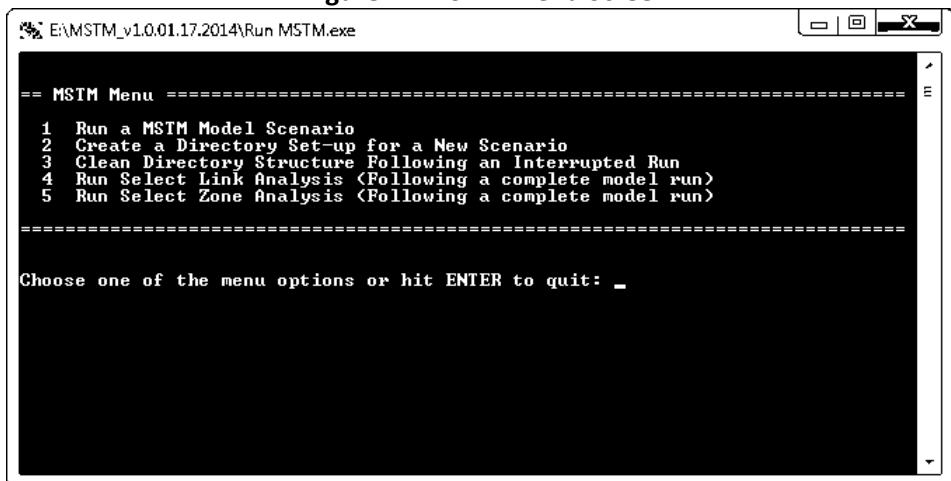 E:\MSTM_v1.0.01.17.2014\Run MSTM.exe
== MSTM Menu ==================================================================
1 Run a MSTM Model Scenario
2 Create a Directory Set-up for a New Scenario
3 Clean Directory Structure Following an Interrupted Run
4 Run Select Link Analysis (Following a complete model run)
5 Run Select Zone Analysis (Following a complete model run)
===============================================================================
Choose one of the menu options or hit ENTER to quit: _